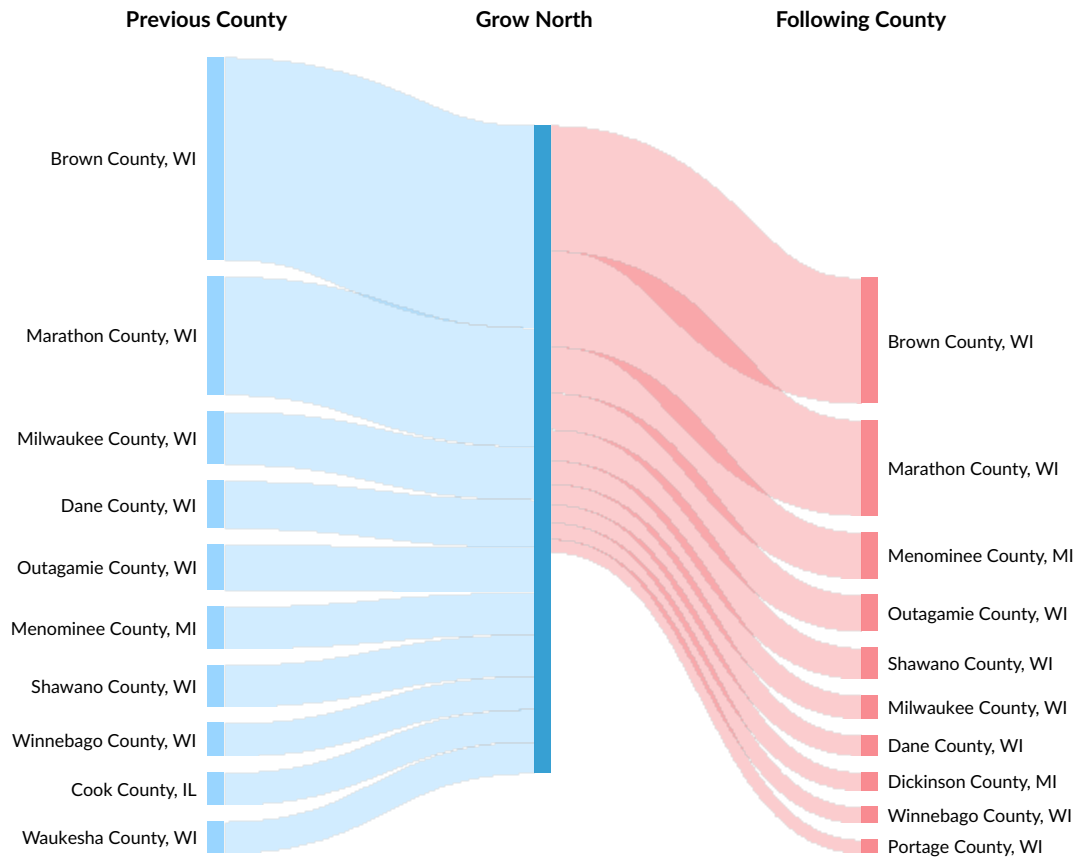 Previous County
Grow North
Following County
Brown County, WI
Marathon County, WI
Milwaukee County, WI
Dane County, WI
Outagamie County, WI
Menominee County, MI
Shawano County, WI
Winnebago County, WI
Cook County, IL
Waukesha County, WI
Brown County, WI
Marathon County, WI
Menominee County, MI
Outagamie County, WI
Shawano County, WI
Milwaukee County, WI
Dane County, WI
Dickinson County, MI
Winnebago County, WI
Portage County, WI